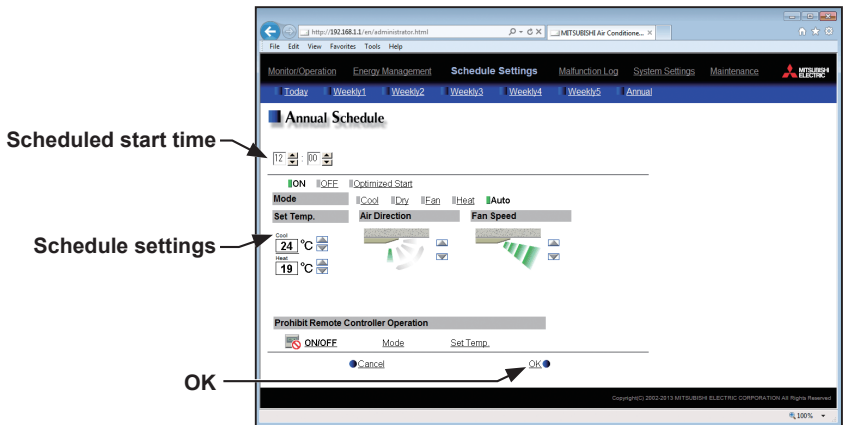 http://192.168.1.1/en/administrator.html
MITSUBISHI Air Conditione...
File Edit View Favorites Tools Help
Monitor/Operation Energy Management Schedule Settings Malfunction Log System Settings Maintenance MITSUBISHI ELECTRIC
Today Weekly1 Weekly2 Weekly3 Weekly4 Weekly5 Annual
Annual Schedule
Scheduled start time
12 : 00
ON OFF Optimized Start
Mode Cool Dry Fan Heat Auto
Set Temp. Air Direction Fan Speed
Schedule settings
Cool
24 °C
Heat
19 °C
Prohibit Remote Controller Operation
ON/OFF Mode Set Temp.
Cancel OK
OK
Copyright(C) 2002-2013 MITSUBISHI ELECTRIC CORPORATION All Rights Reserved
100%